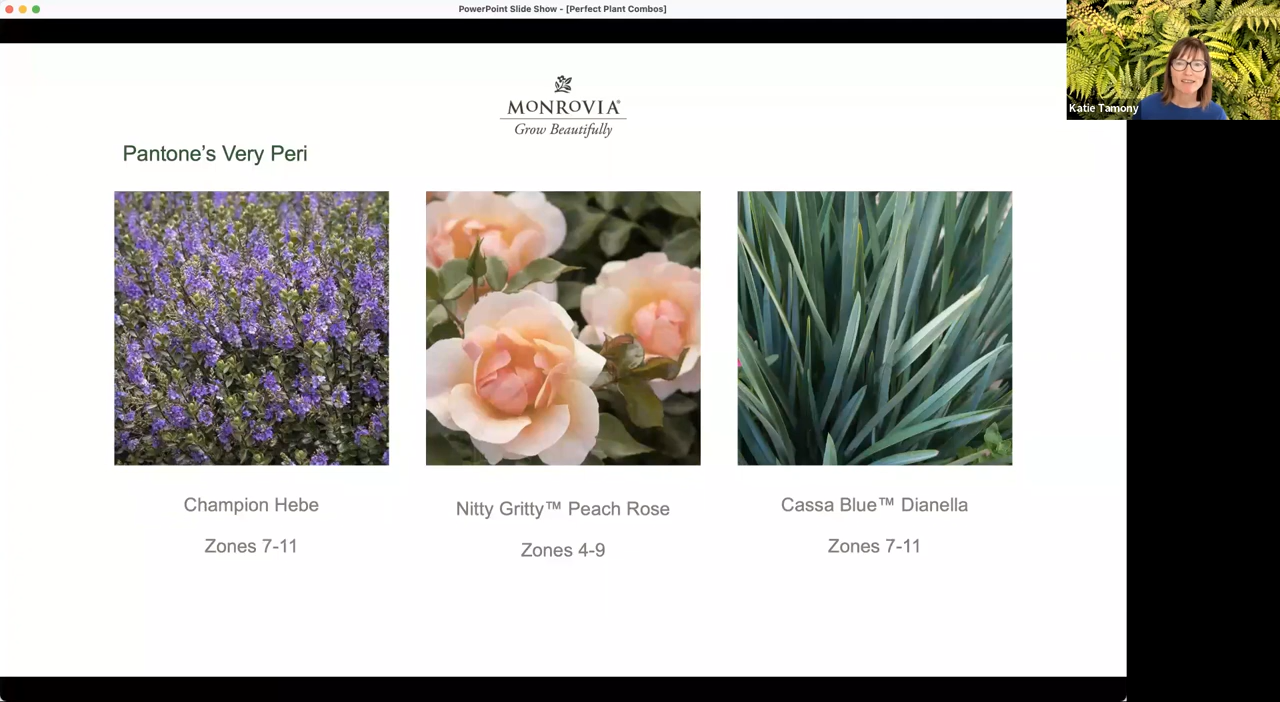 PowerPoint Slide Show - [Perfect Plant Combos]
Katie Tamony
MONROVIA®
Grow Beautifully
Pantone’s Very Peri
Champion Hebe
Zones 7-11
Nitty Gritty™ Peach Rose
Zones 4-9
Cassa Blue™ Dianella
Zones 7-11